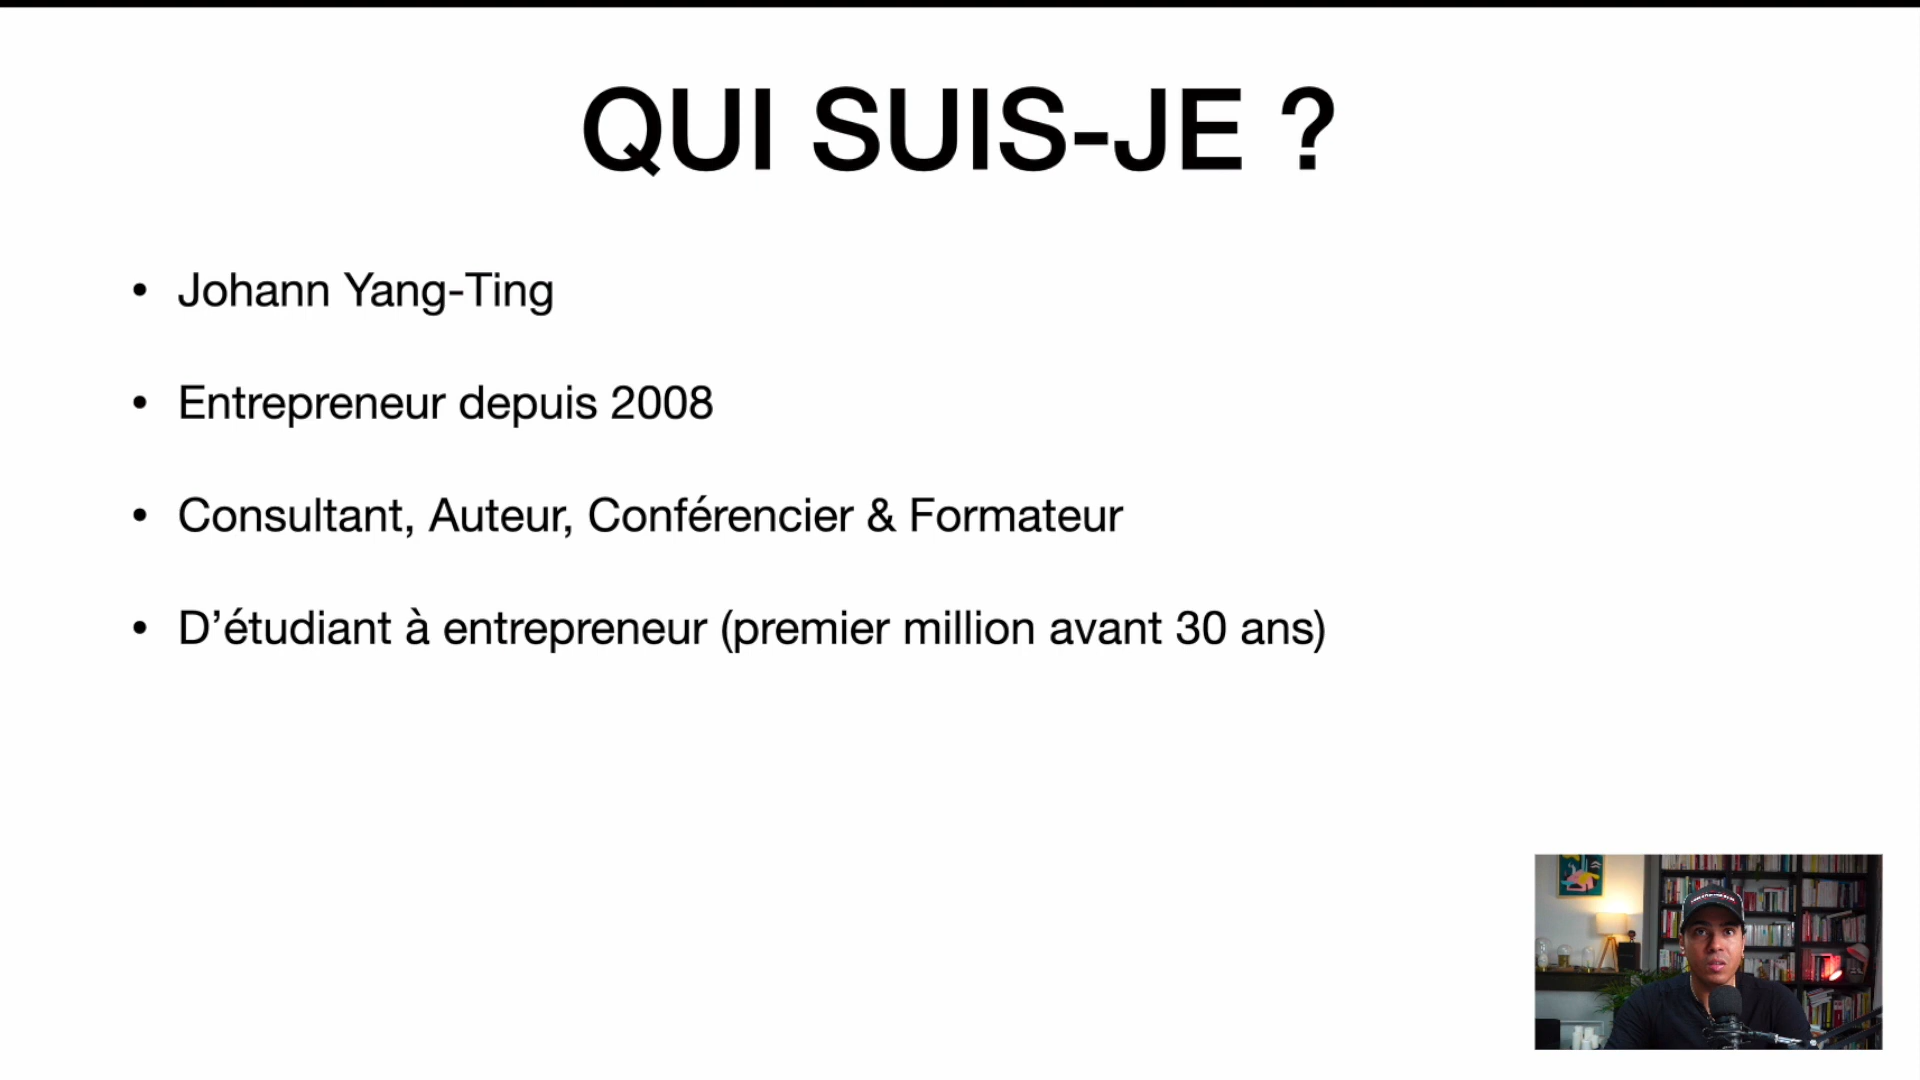 QUI SUIS-JE ?
• Johann Yang-Ting
• Entrepreneur depuis 2008
• Consultant, Auteur, Conférencier & Formateur
• D’étudiant à entrepreneur (premier million avant 30 ans)